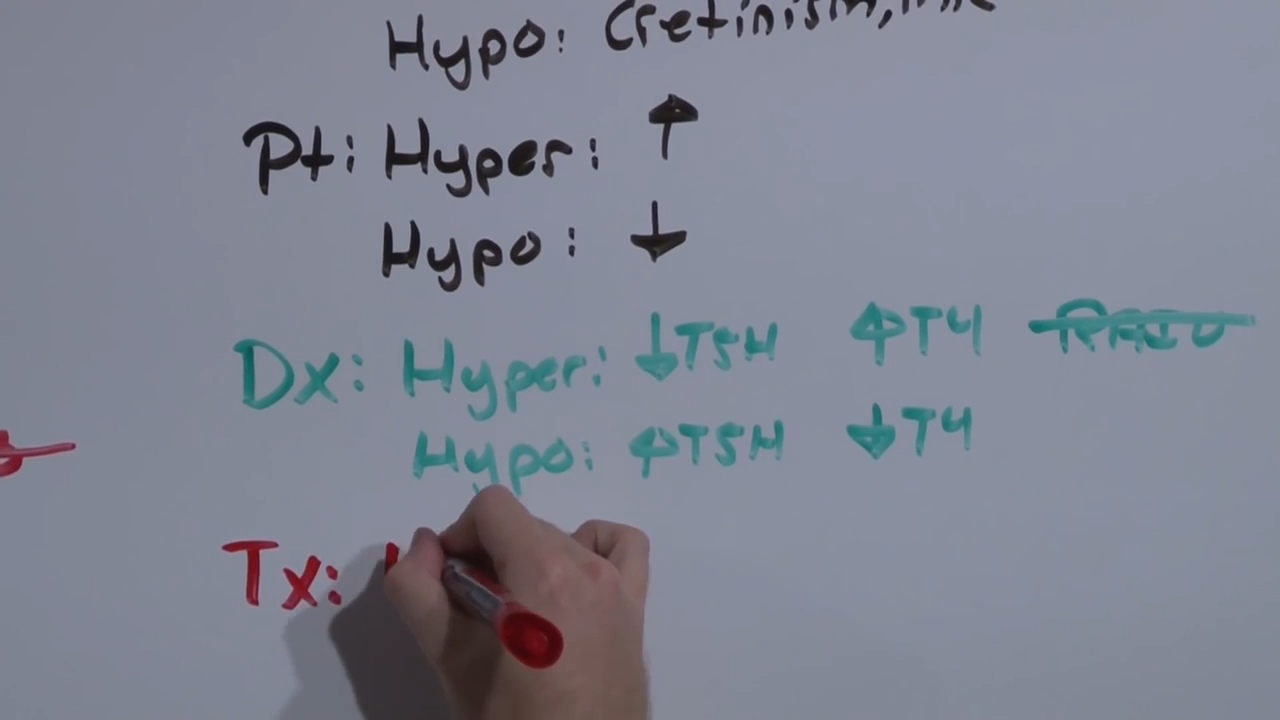 Hypo: Cretinism,
Pt: Hyper: ↑
Hypo: ↓
Dx: Hyper: ↓TSH ↑T4
Hypo: ↑TSH ↓T4
Tx: